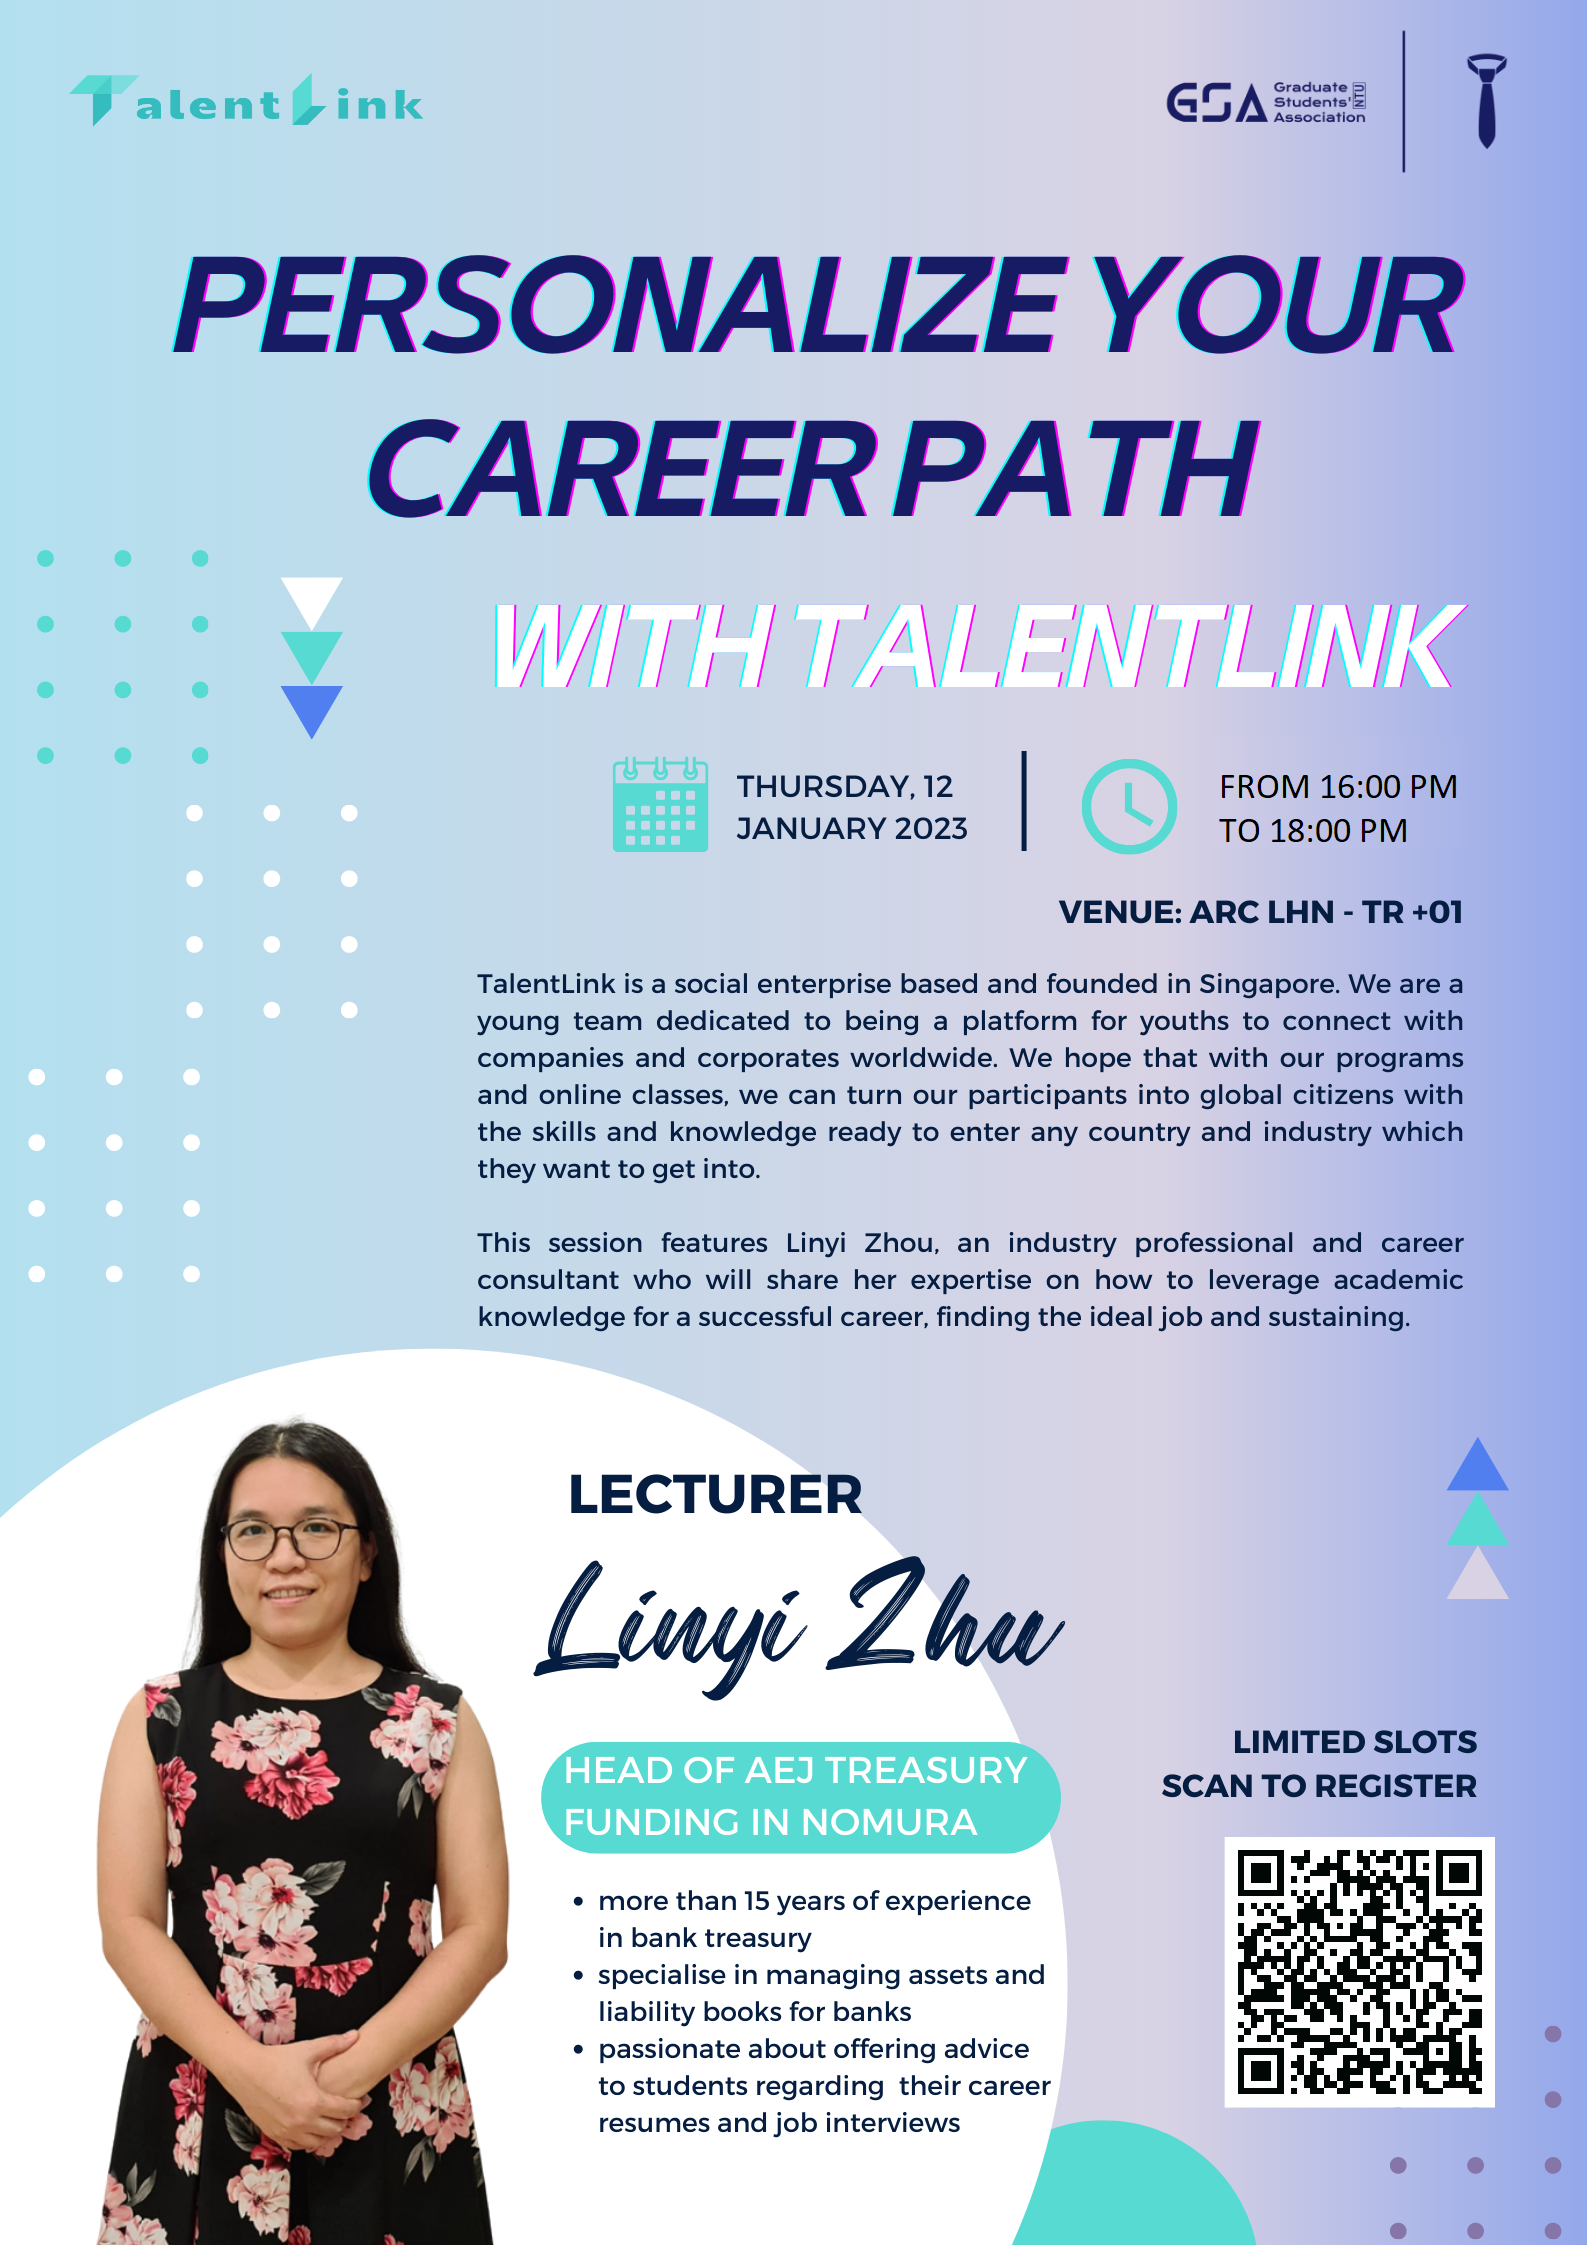 TalentLink
GSA Graduate Students' Association NTU
PERSONALIZE YOUR
CAREER PATH
WITH TALENTLINK
THURSDAY, 12
JANUARY 2023
FROM 16:00 PM
TO 18:00 PM
VENUE: ARC LHN - TR +01
TalentLink is a social enterprise based and founded in Singapore. We are a
young team dedicated to being a platform for youths to connect with
companies and corporates worldwide. We hope that with our programs
and online classes, we can turn our participants into global citizens with
the skills and knowledge ready to enter any country and industry which
they want to get into.
This session features Linyi Zhou, an industry professional and career
consultant who will share her expertise on how to leverage academic
knowledge for a successful career, finding the ideal job and sustaining.
LECTURER
Linyi Zhu
HEAD OF AEJ TREASURY
FUNDING IN NOMURA
• more than 15 years of experience
in bank treasury
• specialise in managing assets and
liability books for banks
• passionate about offering advice
to students regarding their career
resumes and job interviews
LIMITED SLOTS
SCAN TO REGISTER